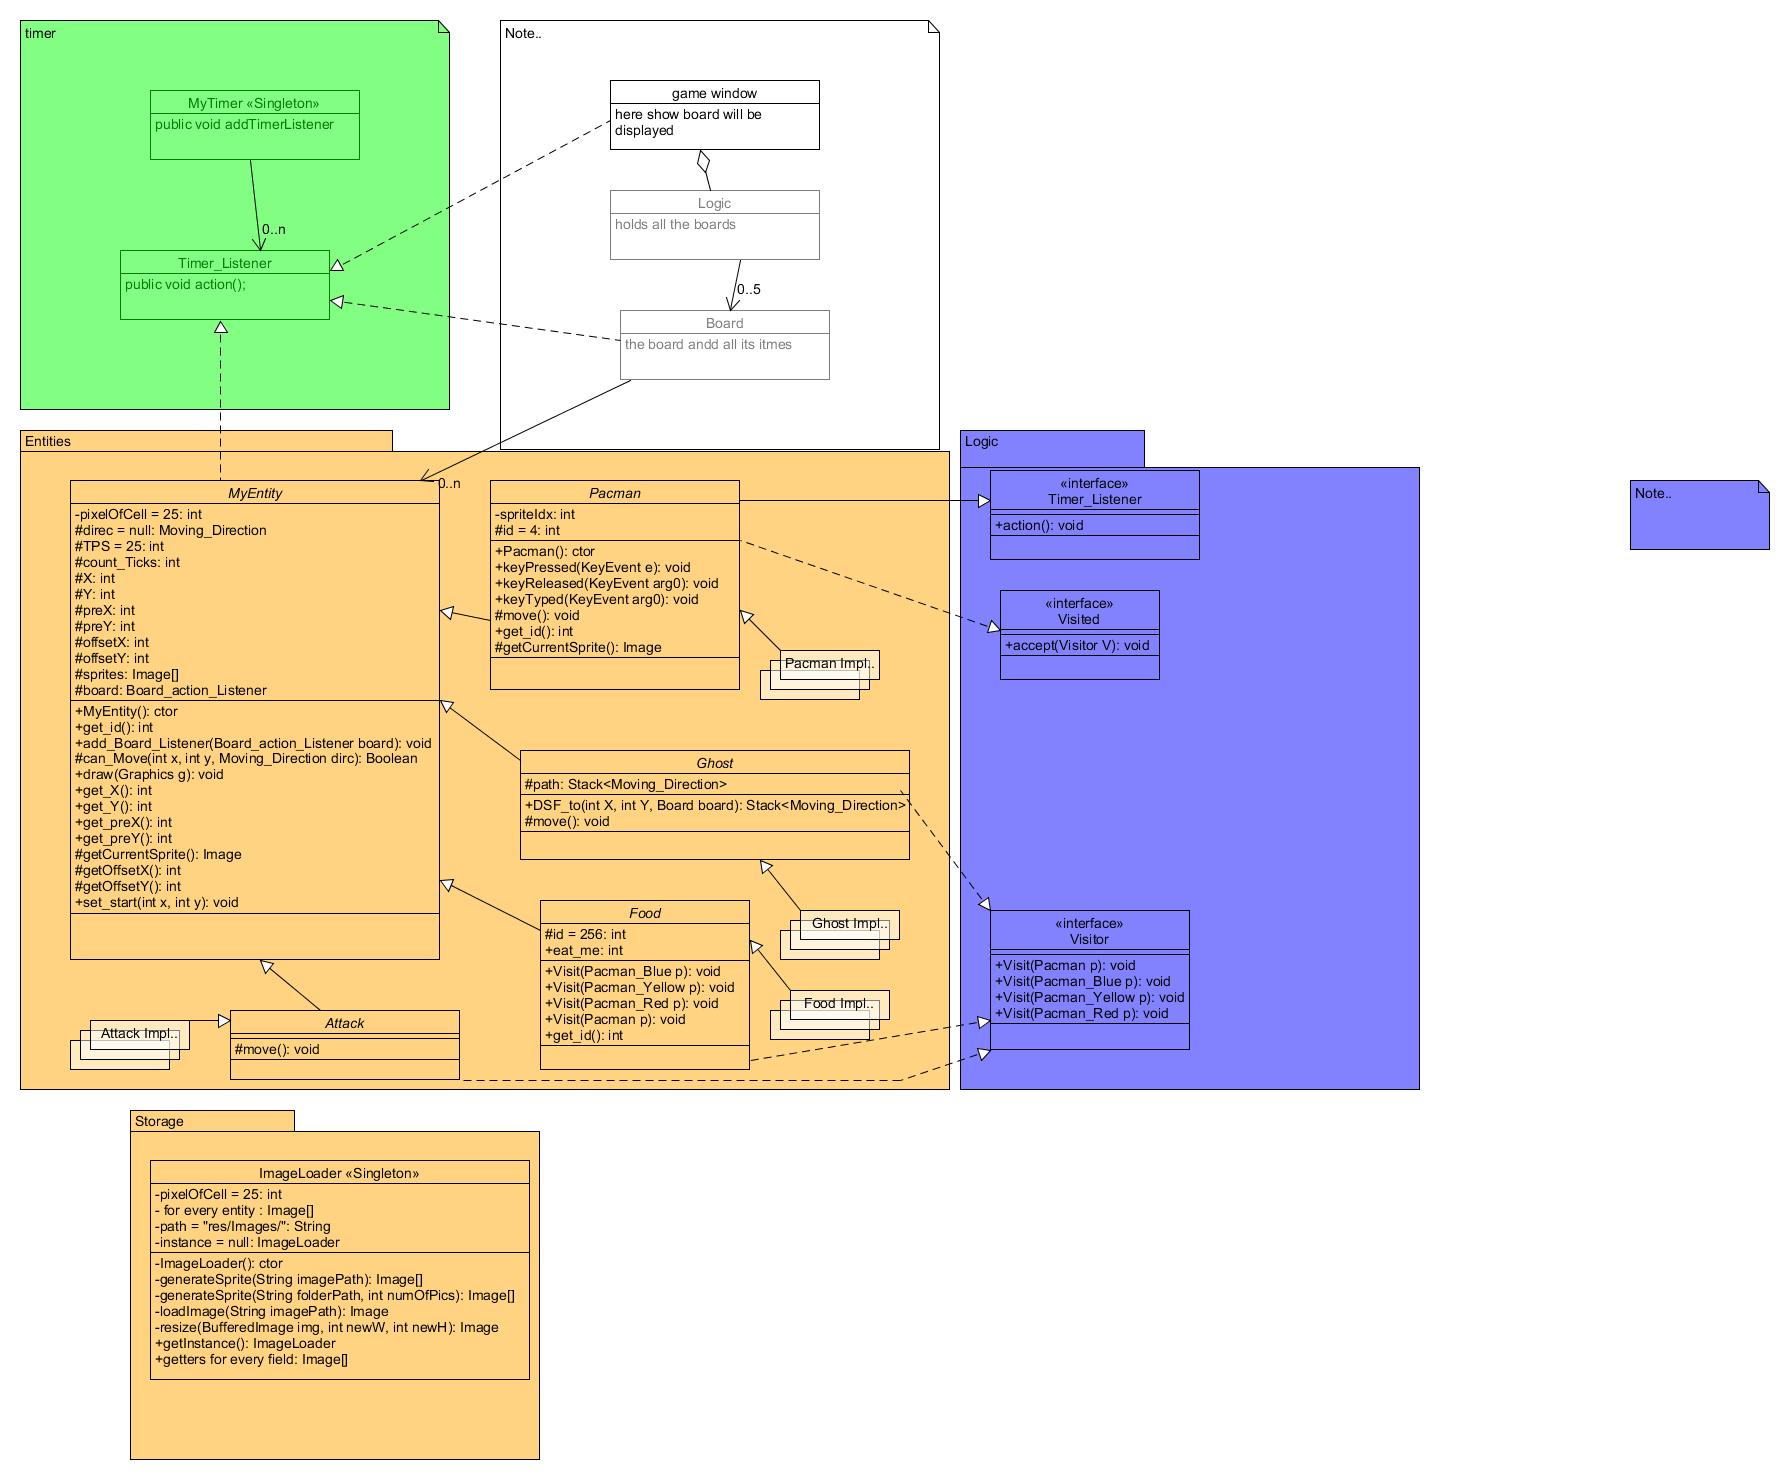 timer
MyTimer «Singleton»
public void addTimerListener
0..n
Timer_Listener
public void action();
Note..
game window
here show board will be
displayed
Logic
holds all the boards
0..5
Board
the board andd all its itmes
Entities
0..n
MyEntity
-pixelOfCell = 25: int
#direc = null: Moving_Direction
#TPS = 25: int
#count_Ticks: int
#X: int
#Y: int
#preX: int
#preY: int
#offsetX: int
#offsetY: int
#sprites: Image[]
#board: Board_action_Listener
+MyEntity(): ctor
+get_id(): int
+add_Board_Listener(Board_action_Listener board): void
#can_Move(int x, int y, Moving_Direction dirc): Boolean
+draw(Graphics g): void
+get_X(): int
+get_Y(): int
+get_preX(): int
+get_preY(): int
#getCurrentSprite(): Image
#getOffsetX(): int
#getOffsetY(): int
+set_start(int x, int y): void
Pacman
-spriteIdx: int
#id = 4: int
+Pacman(): ctor
+keyPressed(KeyEvent e): void
+keyReleased(KeyEvent arg0): void
+keyTyped(KeyEvent arg0): void
#move(): void
+get_id(): int
#getCurrentSprite(): Image
Pacman Impl..
Ghost
#path: Stack<Moving_Direction>
+DSF_to(int X, int Y, Board board): Stack<Moving_Direction>
#move(): void
Ghost Impl..
Food
#id = 256: int
+eat_me: int
+Visit(Pacman_Blue p): void
+Visit(Pacman_Yellow p): void
+Visit(Pacman_Red p): void
+Visit(Pacman p): void
+get_id(): int
Food Impl..
Attack Impl..
Attack
#move(): void
Logic
«interface»
Timer_Listener
+action(): void
«interface»
Visited
+accept(Visitor V): void
«interface»
Visitor
+Visit(Pacman p): void
+Visit(Pacman_Blue p): void
+Visit(Pacman_Yellow p): void
+Visit(Pacman_Red p): void
Note..
Storage
ImageLoader «Singleton»
-pixelOfCell = 25: int
- for every entity : Image[]
-path = "res/Images/": String
-instance = null: ImageLoader
-ImageLoader(): ctor
-generateSprite(String imagePath): Image[]
-generateSprite(String folderPath, int numOfPics): Image[]
-loadImage(String imagePath): Image
-resize(BufferedImage img, int newW, int newH): Image
+getInstance(): ImageLoader
+getters for every field: Image[]